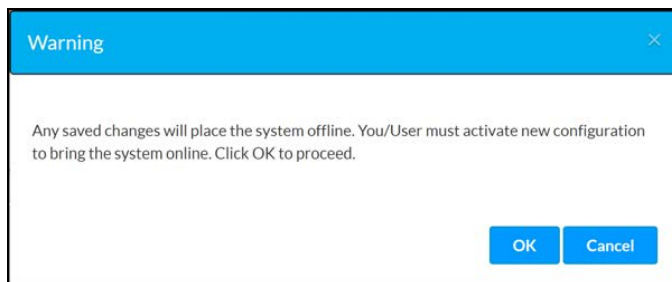 Warning
Any saved changes will place the system offline. You/User must activate new configuration
to bring the system online. Click OK to proceed.
OK Cancel